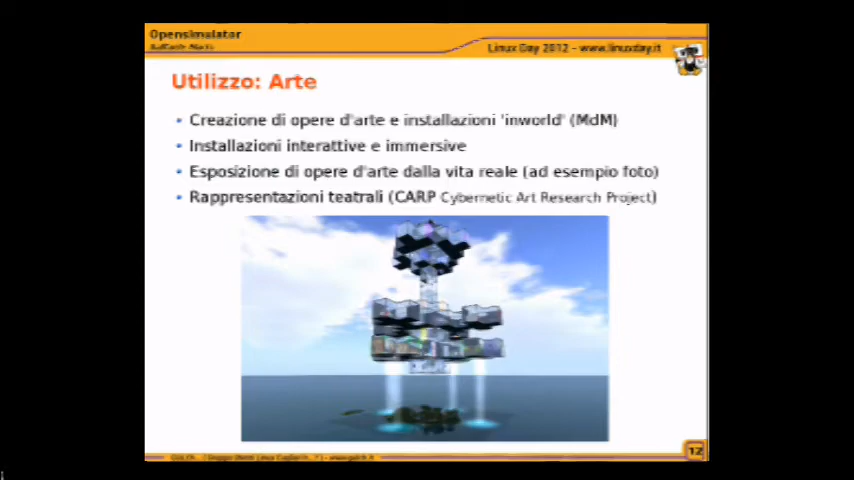 Opensimulator
Linux Day 2012 - www.linuxday.it
Utilizzo: Arte
• Creazione di opere d'arte e installazioni 'inworld' (MdM)
• Installazioni interattive e immersive
• Esposizione di opere d'arte dalla vita reale (ad esempio foto)
• Rappresentazioni teatrali (CARP Cybernetic Art Research Project)
12